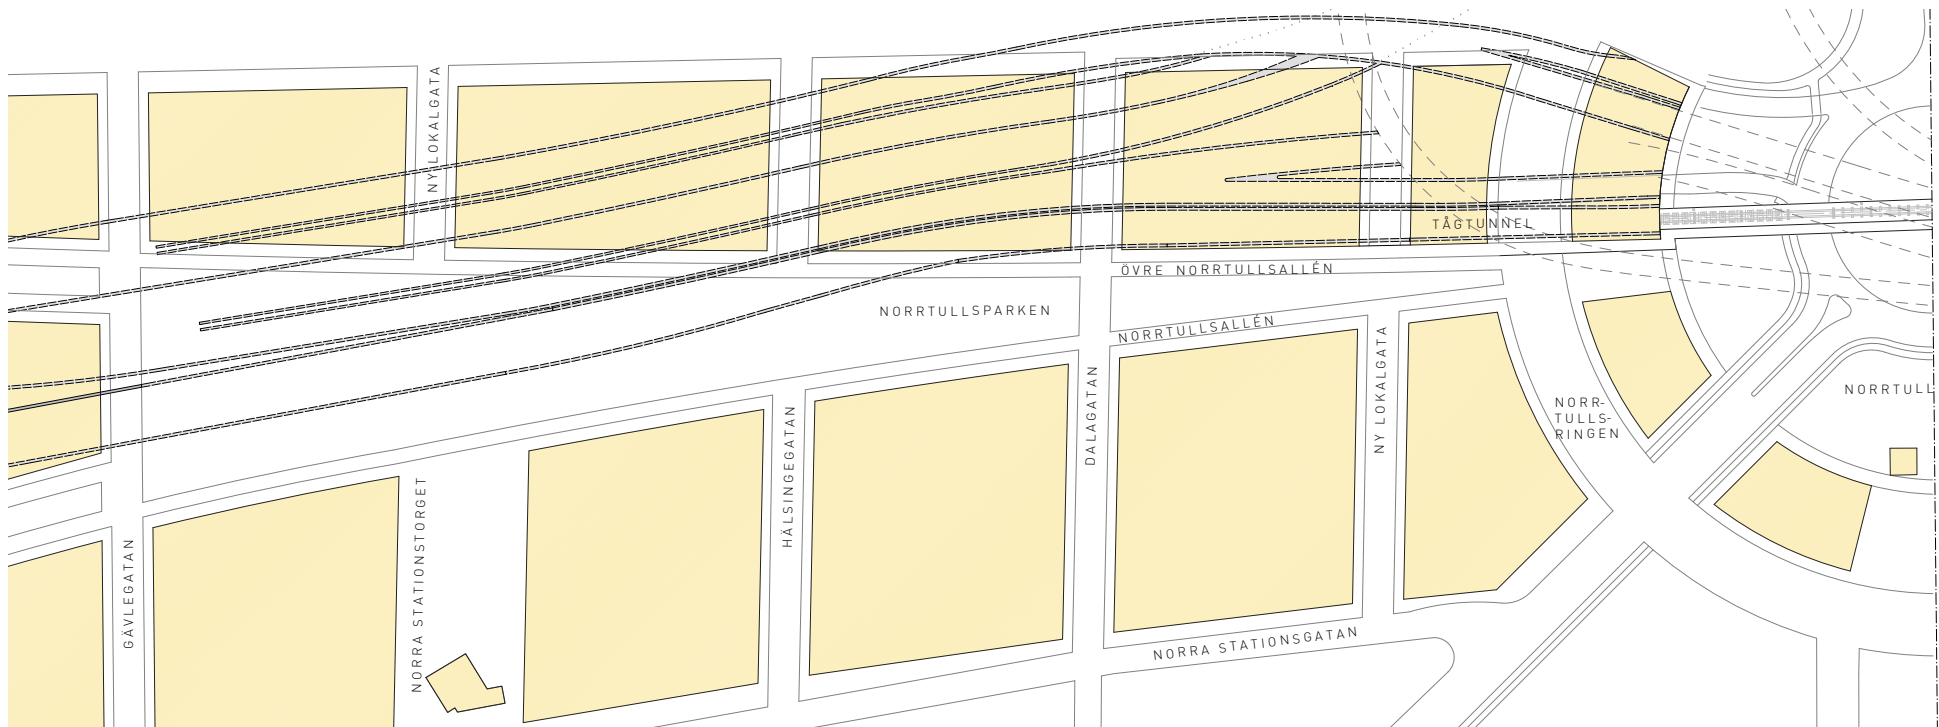 NY LOKALGATA
TÅGTUNNEL
ÖVRE NORRTULLSALLÉN
NORRTULLSPARKEN
NORRTULLSALLÉN
NY LOKALGATA
DALAGATAN
NORR-
TULLS-
RINGEN
NORRTULL
HÄLSINGEGATAN
NORRA STATIONSTORGET
GÄVLEGATAN
NORRA STATIONSGATAN